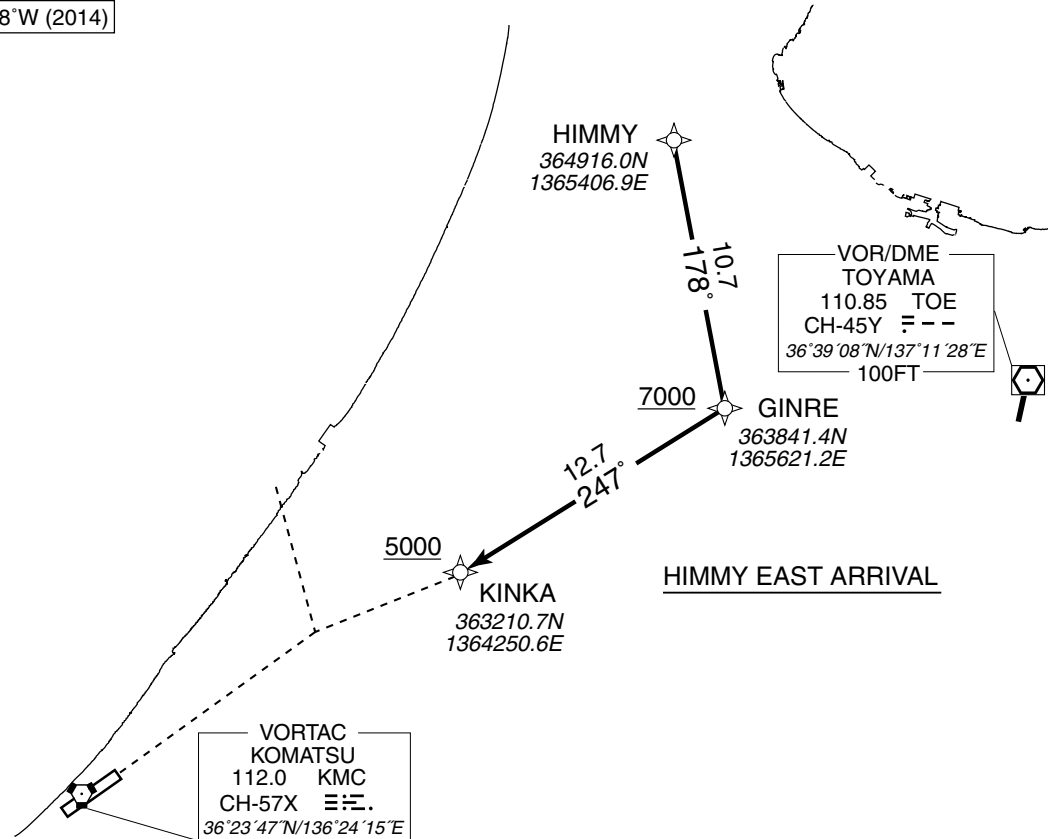 8˚W (2014)
HIMMY
364916.0N
1365406.9E
10.7
178˚
VOR/DME
TOYAMA
110.85 TOE
CH-45Y
36˚39´08˝N/137˚11´28˝E
100FT
7000
GINRE
363841.4N
1365621.2E
12.7
247˚
5000
KINKA
363210.7N
1364250.6E
HIMMY EAST ARRIVAL
VORTAC
KOMATSU
112.0 KMC
CH-57X
36˚23´47˝N/136˚24´15˝E